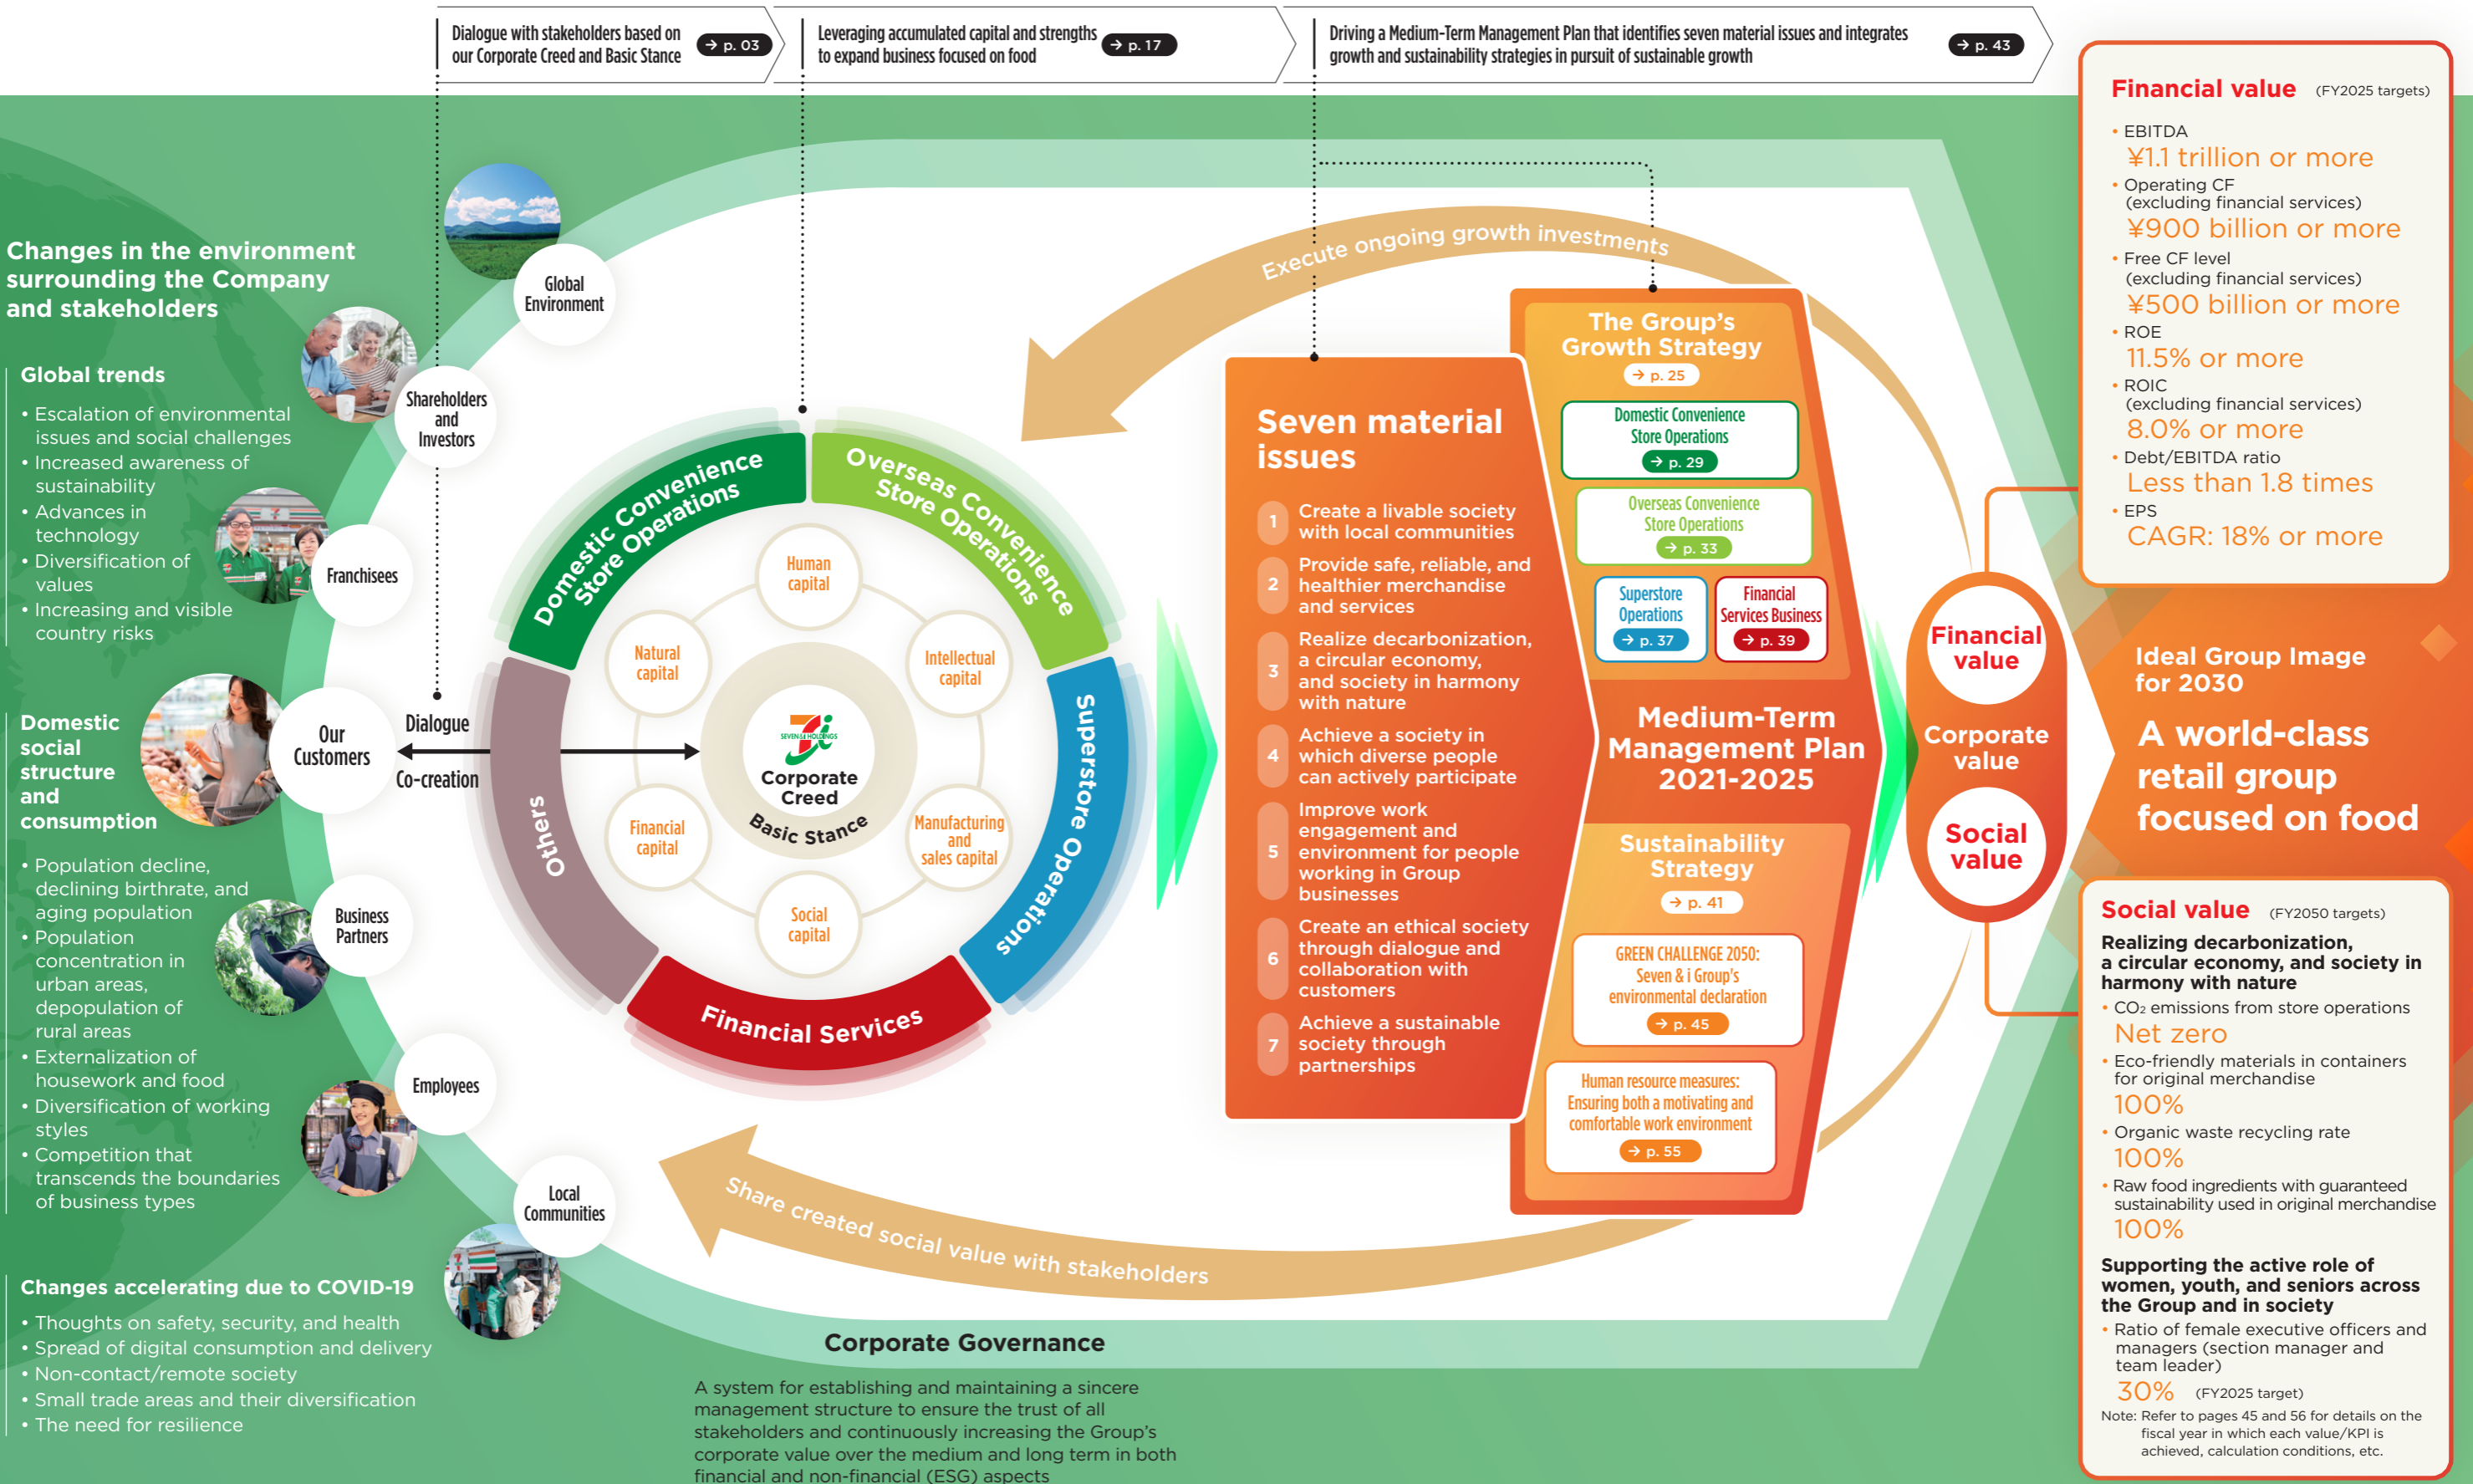 Dialogue with stakeholders based on
our Corporate Creed and Basic Stance
→ p. 03
Leveraging accumulated capital and strengths
to expand business focused on food
→ p. 17
Driving a Medium-Term Management Plan that identifies seven material issues and integrates
growth and sustainability strategies in pursuit of sustainable growth
→ p. 43
Changes in the environment
surrounding the Company
and stakeholders
Global trends
• Escalation of environmental
issues and social challenges
• Increased awareness of
sustainability
• Advances in
technology
• Diversification of
values
• Increasing and visible
country risks
Domestic
social
structure
and
consumption
• Population decline,
declining birthrate, and
aging population
• Population
concentration in
urban areas,
depopulation of
rural areas
• Externalization of
housework and food
• Diversification of working
styles
• Competition that
transcends the boundaries
of business types
Changes accelerating due to COVID-19
• Thoughts on safety, security, and health
• Spread of digital consumption and delivery
• Non-contact/remote society
• Small trade areas and their diversification
• The need for resilience
Global
Environment
Shareholders
and
Investors
Franchisees
Our
Customers
Business
Partners
Employees
Local
Communities
Dialogue
Co-creation
Domestic Convenience
Store Operations
Overseas Convenience
Store Operations
Superstore Operations
Financial Services
Others
Human
capital
Intellectual
capital
Manufacturing
and
sales capital
Social
capital
Financial
capital
Natural
capital
SEVEN & i HOLDINGS
Corporate
Creed
Basic Stance
Execute ongoing growth investments
Share created social value with stakeholders
Seven material
issues
1 Create a livable society
with local communities
2 Provide safe, reliable, and
healthier merchandise
and services
3 Realize decarbonization,
a circular economy,
and society in harmony
with nature
4 Achieve a society in
which diverse people
can actively participate
5 Improve work
engagement and
environment for people
working in Group
businesses
6 Create an ethical society
through dialogue and
collaboration with
customers
7 Achieve a sustainable
society through
partnerships
The Group's
Growth Strategy
→ p. 25
Domestic Convenience
Store Operations
→ p. 29
Overseas Convenience
Store Operations
→ p. 33
Superstore
Operations
→ p. 37
Financial
Services Business
→ p. 39
Medium-Term
Management Plan
2021-2025
Sustainability
Strategy
→ p. 41
GREEN CHALLENGE 2050:
Seven & i Group's
environmental declaration
→ p. 45
Human resource measures:
Ensuring both a motivating and
comfortable work environment
→ p. 55
Financial
value
Corporate
value
Social
value
Financial value (FY2025 targets)
• EBITDA
¥1.1 trillion or more
• Operating CF
(excluding financial services)
¥900 billion or more
• Free CF level
(excluding financial services)
¥500 billion or more
• ROE
11.5% or more
• ROIC
(excluding financial services)
8.0% or more
• Debt/EBITDA ratio
Less than 1.8 times
• EPS
CAGR: 18% or more
Ideal Group Image
for 2030
A world-class
retail group
focused on food
Social value (FY2050 targets)
Realizing decarbonization,
a circular economy, and society in
harmony with nature
• CO₂ emissions from store operations
Net zero
• Eco-friendly materials in containers
for original merchandise
100%
• Organic waste recycling rate
100%
• Raw food ingredients with guaranteed
sustainability used in original merchandise
100%
Supporting the active role of
women, youth, and seniors across
the Group and in society
• Ratio of female executive officers and
managers (section manager and
team leader)
30% (FY2025 target)
Note: Refer to pages 45 and 56 for details on the
fiscal year in which each value/KPI is
achieved, calculation conditions, etc.
Corporate Governance
A system for establishing and maintaining a sincere
management structure to ensure the trust of all
stakeholders and continuously increasing the Group's
corporate value over the medium and long term in both
financial and non-financial (ESG) aspects